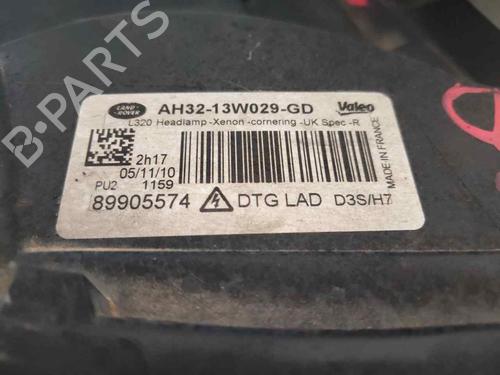 LAND ROVER
AH32-13W029-GD
Valeo
L320 Headlamp -Xenon -cornering -UK Spec -R
2h17
05/11/10
PU2 1159
89905574 DTG LAD D3S/H7
MADE IN FRANCE
B-PARTS